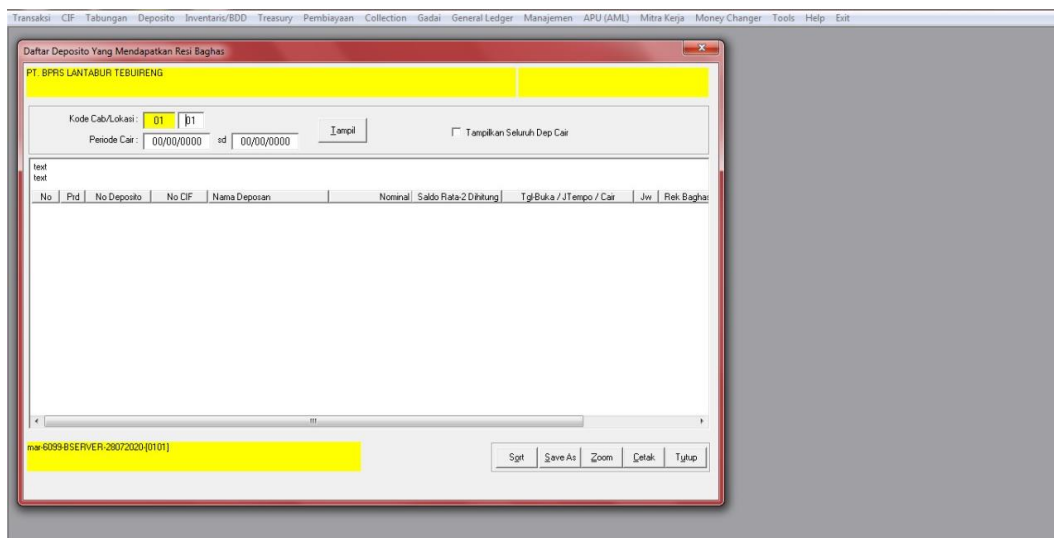 Transaksi CIF Tabungan Deposito Inventaris/BDD Treasury Pembiayaan Collection Gadai General Ledger Manajemen APU (AML) Mitra Kerja Money Changer Tools Help Exit
Daftar Deposito Yang Mendapatkan Resi Baghas
PT. BPRS LANTABUR TEBUIRENG
Kode Cab/Lokasi : 01 01
Tampil
Tampilkan Seluruh Dep Cair
Periode Cair : 00/00/0000 sd 00/00/0000
text
text
No Prd No Deposito No CIF Nama Deposan Nominal Saldo Rata-2 Dihitung Tgl-Buka / JTempo / Cair Jw Rek Baghas
mar-6099-BSERVER-28072020-[0101]
Sort Save As Zoom Cetak Tutup